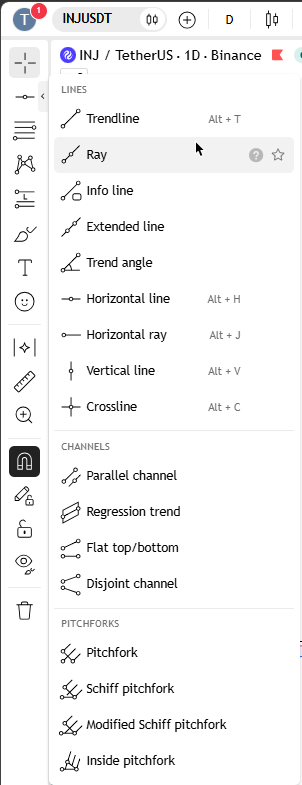 T
1
INJUSDT
D
INJ / TetherUS · 1D · Binance
LINES
Trendline Alt + T
Ray ?
Info line
Extended line
Trend angle
Horizontal line Alt + H
Horizontal ray Alt + J
Vertical line Alt + V
Crossline Alt + C
CHANNELS
Parallel channel
Regression trend
Flat top/bottom
Disjoint channel
PITCHFORKS
Pitchfork
Schiff pitchfork
Modified Schiff pitchfork
Inside pitchfork